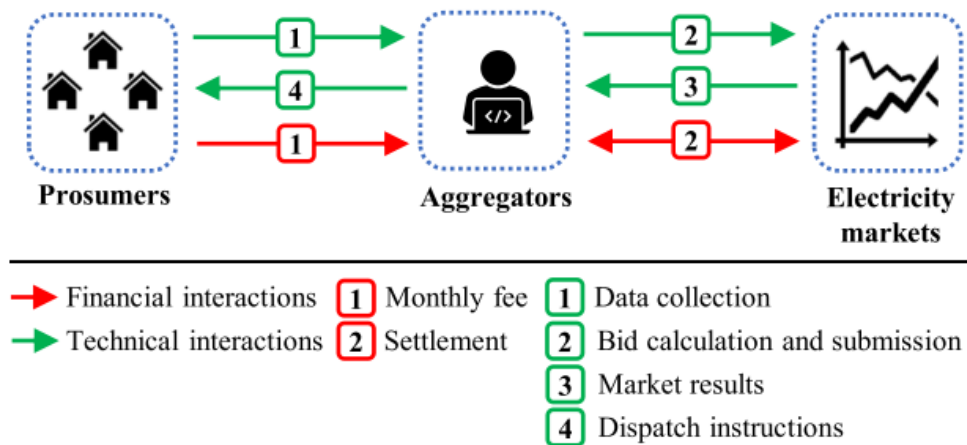 1
2
4
</>
3
1
2
Prosumers
Aggregators
Electricity
markets
Financial interactions
1 Monthly fee
1 Data collection
Technical interactions
2 Settlement
2 Bid calculation and submission
3 Market results
4 Dispatch instructions